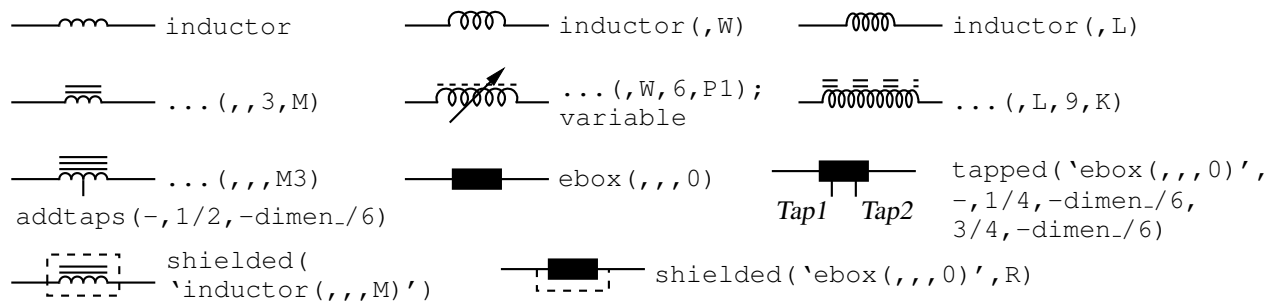 inductor
inductor(,W)
inductor(,L)
...(,,3,M)
...(,W,6,P1);
variable
...(,L,9,K)
...(,,,M3)
addtaps(-,1/2,-dimen_/6)
ebox(,,,0)
Tap1 Tap2
tapped(‘ebox(,,,0)’,
-,1/4,-dimen_/6,
3/4,-dimen_/6)
shielded(
‘inductor(,,,M)’)
shielded(‘ebox(,,,0)’,R)